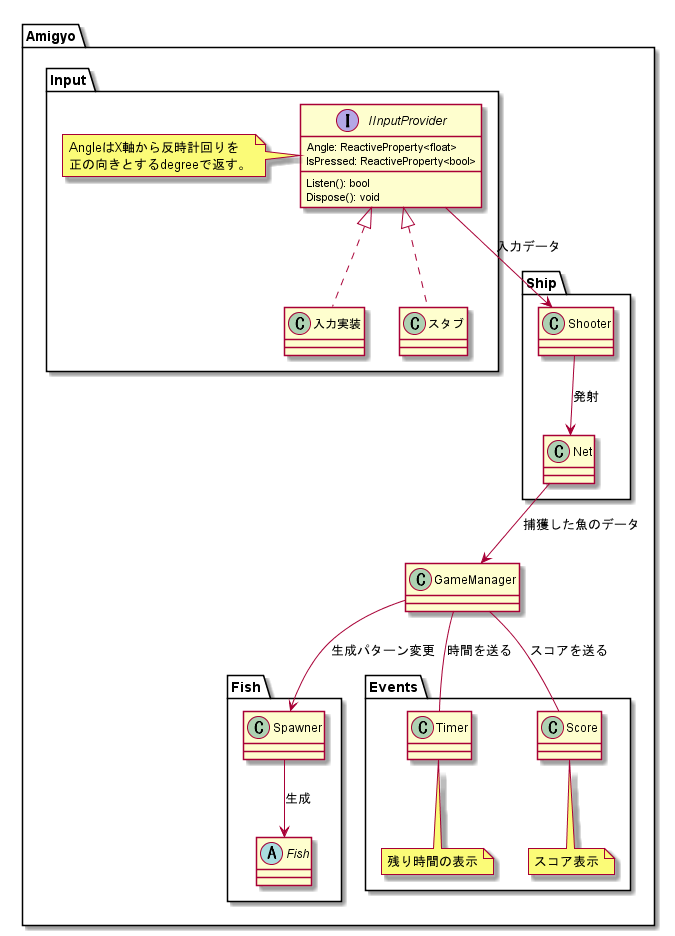 Amigyo
Input
I IInputProvider
Angle: ReactiveProperty<float>
IsPressed: ReactiveProperty<bool>
Listen(): bool
Dispose(): void
AngleはX軸から反時計回りを
正の向きとするdegreeで返す。
入力データ
C 入力実装
C スタブ
Ship
C Shooter
発射
C Net
捕獲した魚のデータ
C GameManager
生成パターン変更
時間を送る
スコアを送る
Fish
C Spawner
生成
A Fish
Events
C Timer
C Score
残り時間の表示
スコア表示